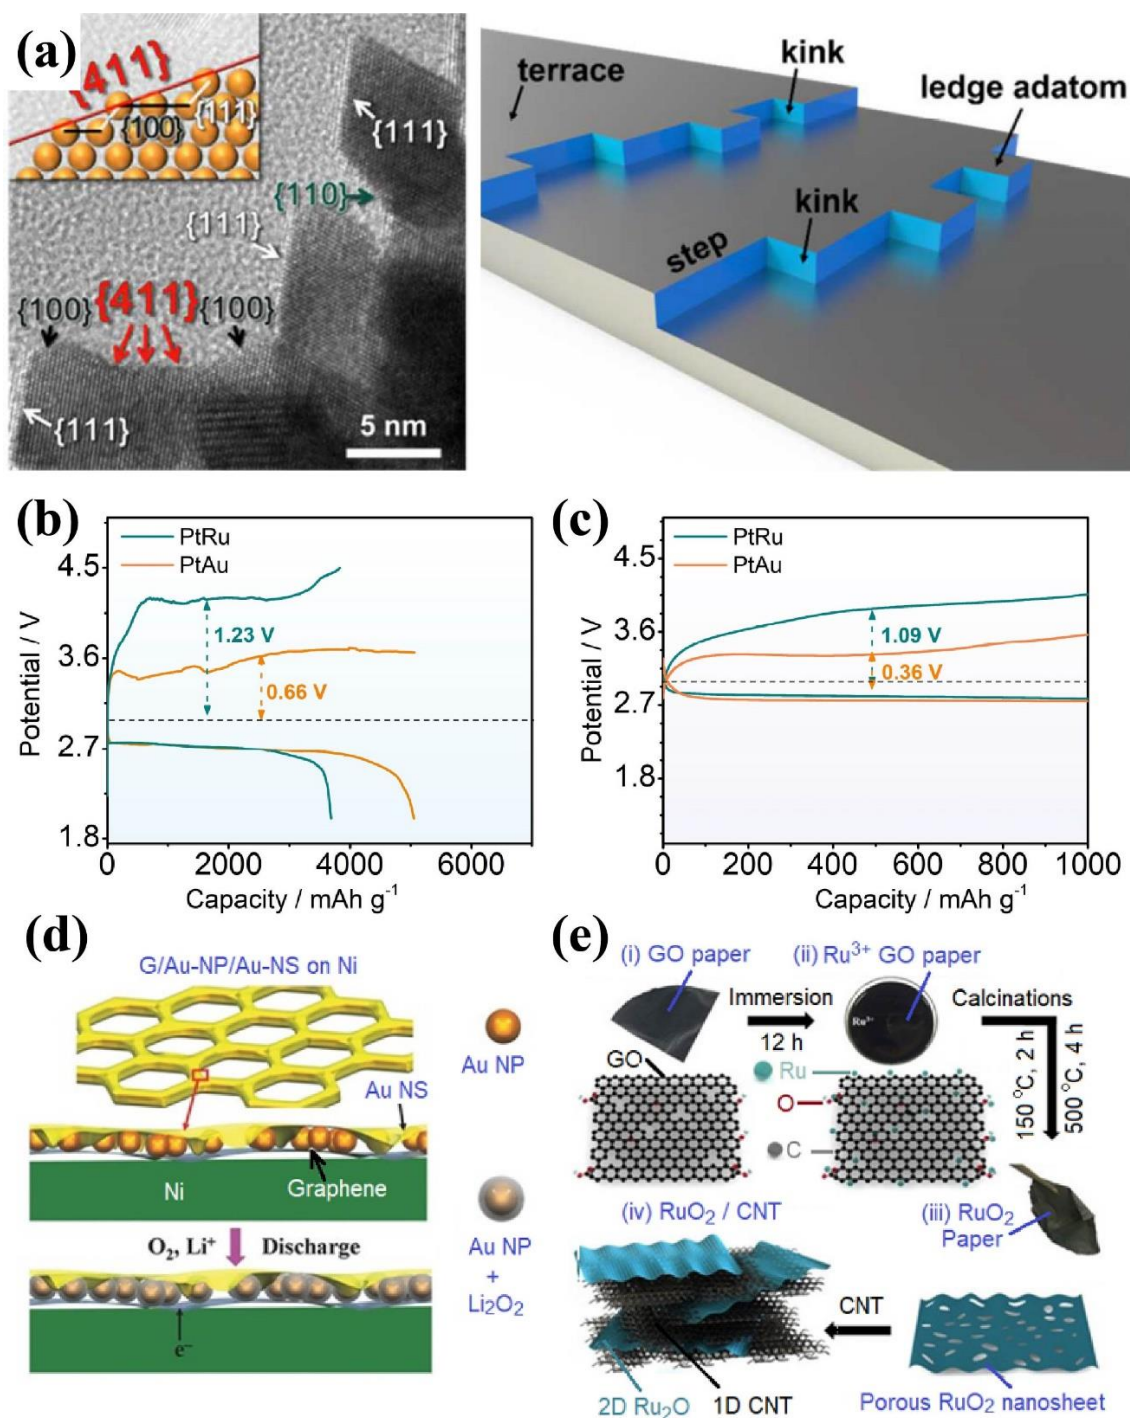 (a)
{411}
{100}
{111}
{111}
{110}
{111}
{100}
{411}
{100}
{111}
5 nm
terrace
kink
ledge adatom
kink
step
(b)
PtRu
PtAu
4.5
3.6
2.7
1.8
Potential / V
1.23 V
0.66 V
0
2000
4000
6000
Capacity / mAh g⁻¹
(c)
PtRu
PtAu
4.5
3.6
2.7
1.8
Potential / V
1.09 V
0.36 V
0
200
400
600
800
1000
Capacity / mAh g⁻¹
(d)
G/Au-NP/Au-NS on Ni
Au NP
Au NS
Graphene
Ni
O₂, Li⁺
Discharge
Au NP
+
Li₂O₂
e⁻
(e)
(i) GO paper
(ii) Ru³⁺ GO paper
Immersion
12 h
Calcinations
Ru³⁺
150 °C, 2 h
500 °C, 4 h
GO
Ru
O
C
(iv) RuO₂ / CNT
(iii) RuO₂
Paper
CNT
2D Ru₂O
1D CNT
Porous RuO₂ nanosheet